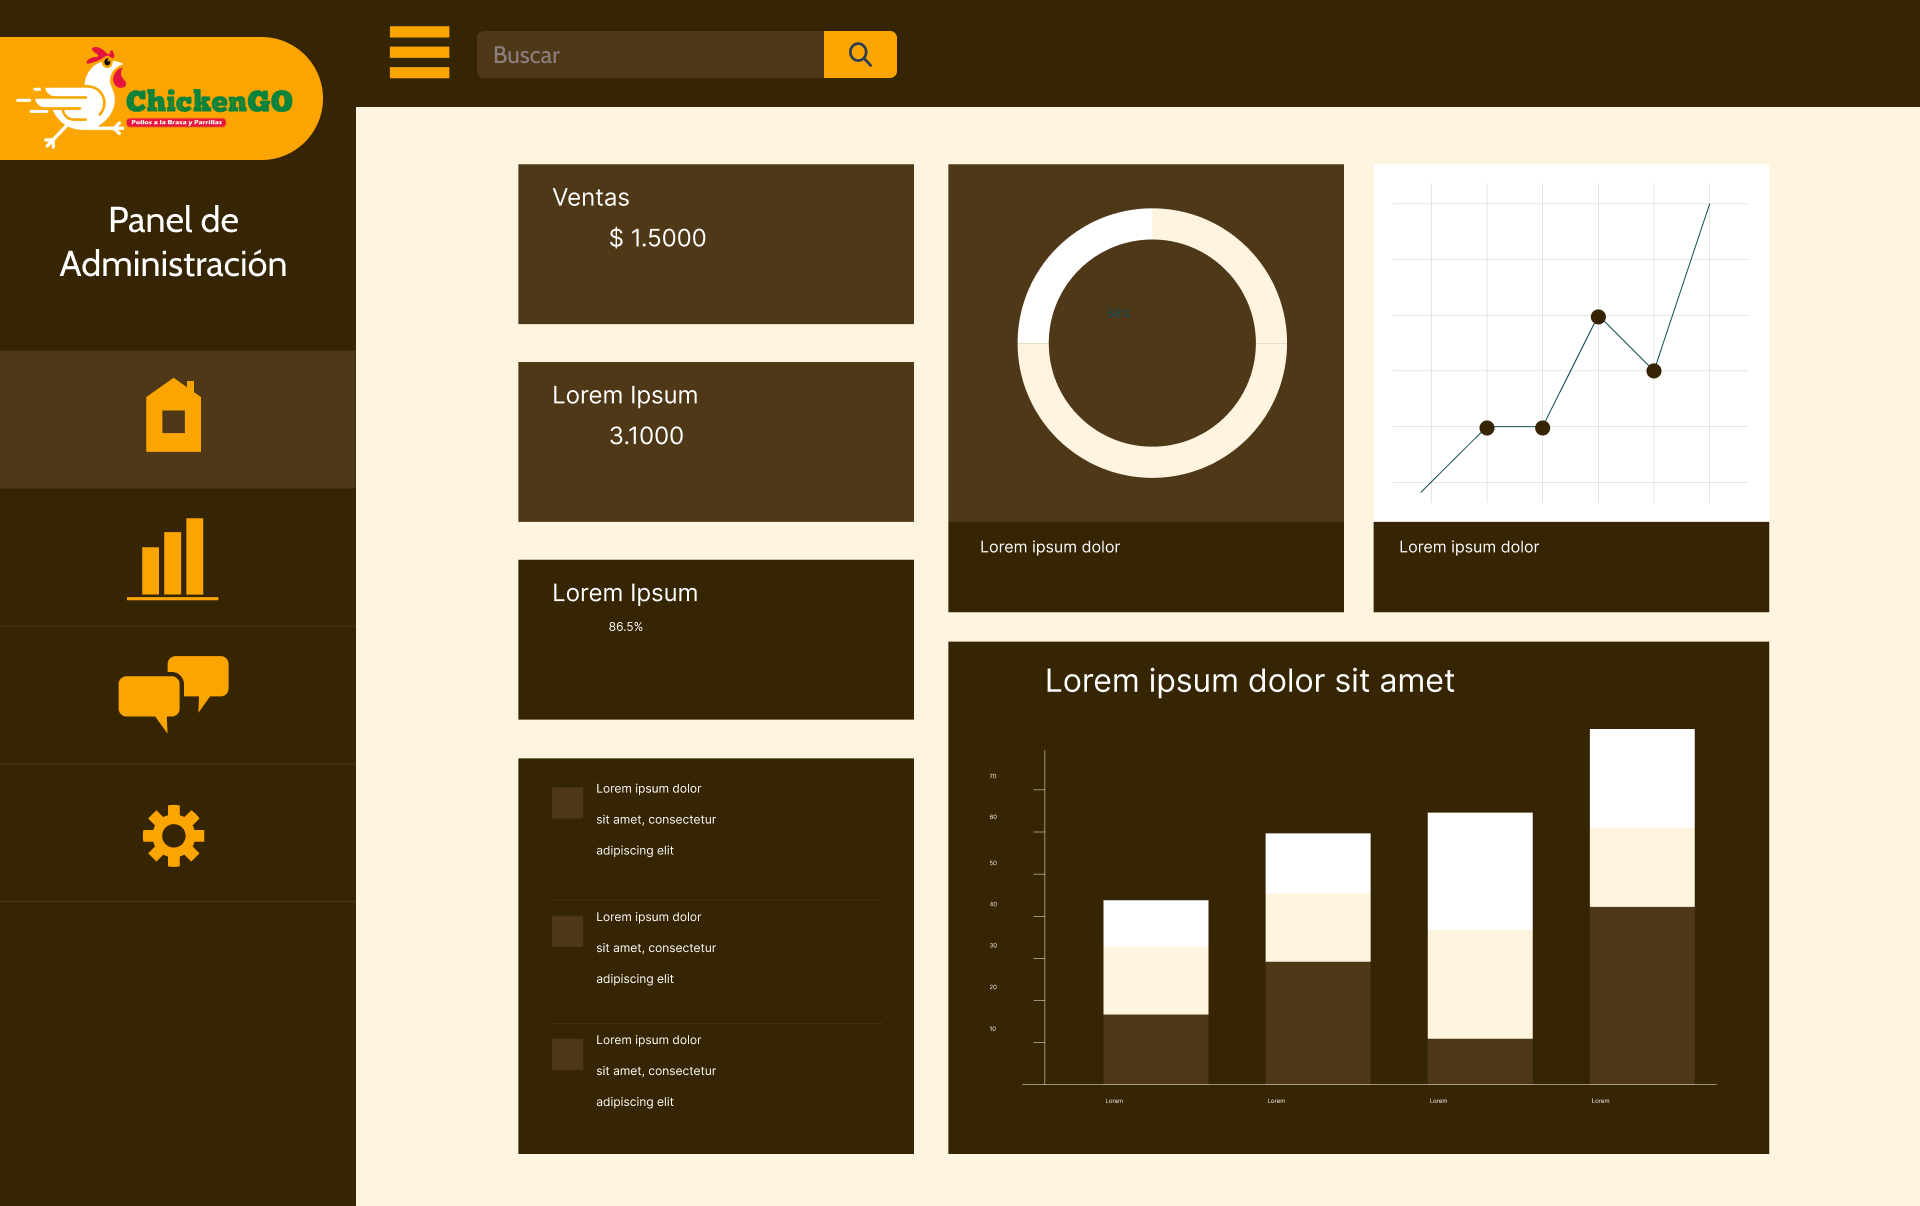 ChickenGO
Pollos a la Brasa y Parrillas
Buscar
Panel de
Administración
Ventas
$ 1.5000
Lorem Ipsum
3.1000
Lorem Ipsum
86.5%
Lorem ipsum dolor
sit amet, consectetur
adipiscing elit
Lorem ipsum dolor
sit amet, consectetur
adipiscing elit
Lorem ipsum dolor
sit amet, consectetur
adipiscing elit
Lorem ipsum dolor
Lorem ipsum dolor
Lorem ipsum dolor sit amet
70
60
50
40
30
20
10
Lorem
Lorem
Lorem
Lorem